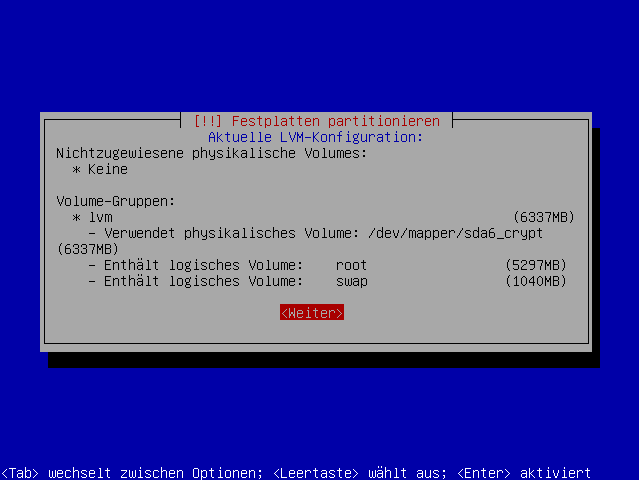 [!!] Festplatten partitionieren
Aktuelle LVM-Konfiguration:
Nichtzugewiesene physikalische Volumes:
* Keine
Volume-Gruppen:
* lvm (6337MB)
- Verwendet physikalisches Volume: /dev/mapper/sda6_crypt
(6337MB)
- Enthält logisches Volume: root (5297MB)
- Enthält logisches Volume: swap (1040MB)
<Weiter>
<Tab> wechselt zwischen Optionen; <Leertaste> wählt aus; <Enter> aktiviert